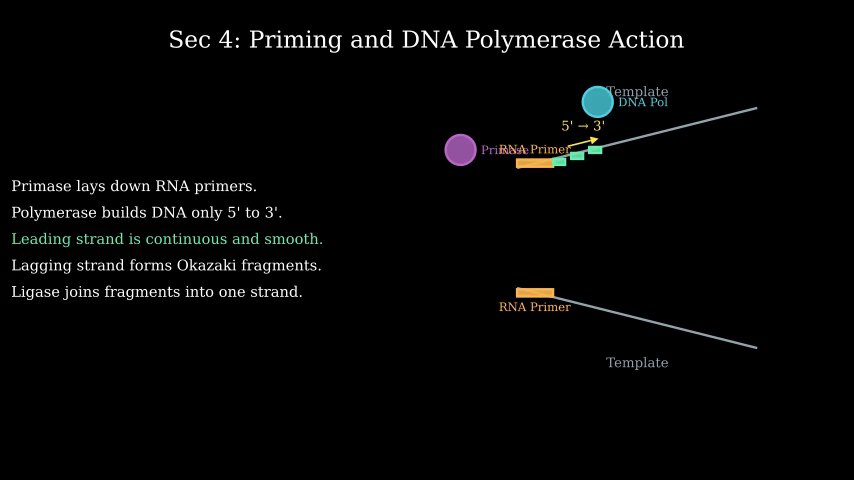 Sec 4: Priming and DNA Polymerase Action
Template
DNA Pol
5' → 3'
Primase
RNA Primer
Primase lays down RNA primers.
Polymerase builds DNA only 5' to 3'.
Leading strand is continuous and smooth.
Lagging strand forms Okazaki fragments.
Ligase joins fragments into one strand.
RNA Primer
Template